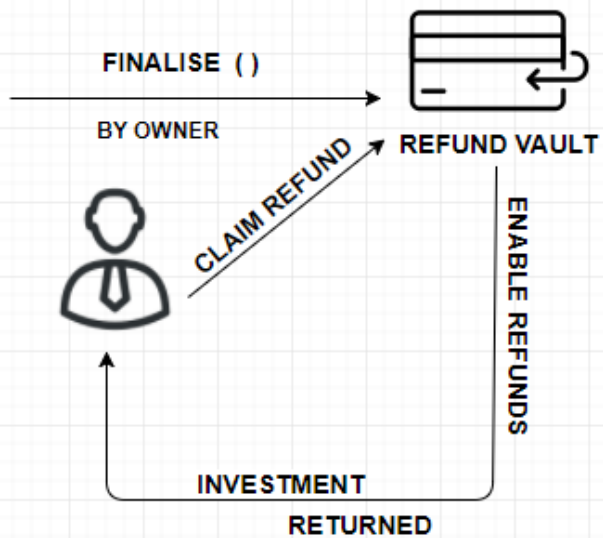 FINALISE ( )
BY OWNER
REFUND VAULT
CLAIM REFUND
ENABLE REFUNDS
INVESTMENT
RETURNED